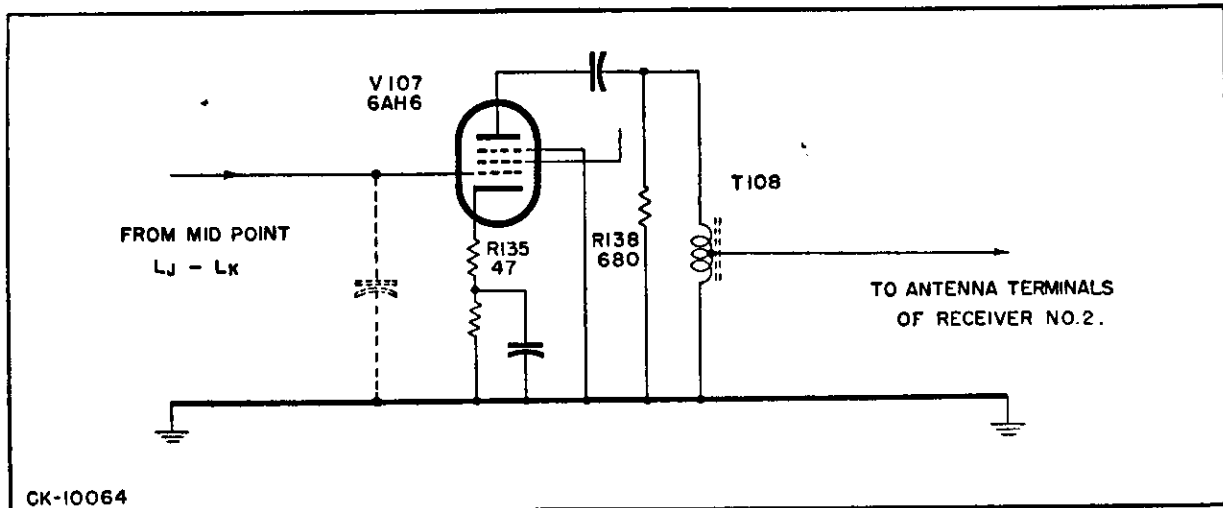 V107
6AH6
T108
FROM MID POINT
LJ - LK
R135
47
R138
680
TO ANTENNA TERMINALS
OF RECEIVER NO.2.
CK-10064